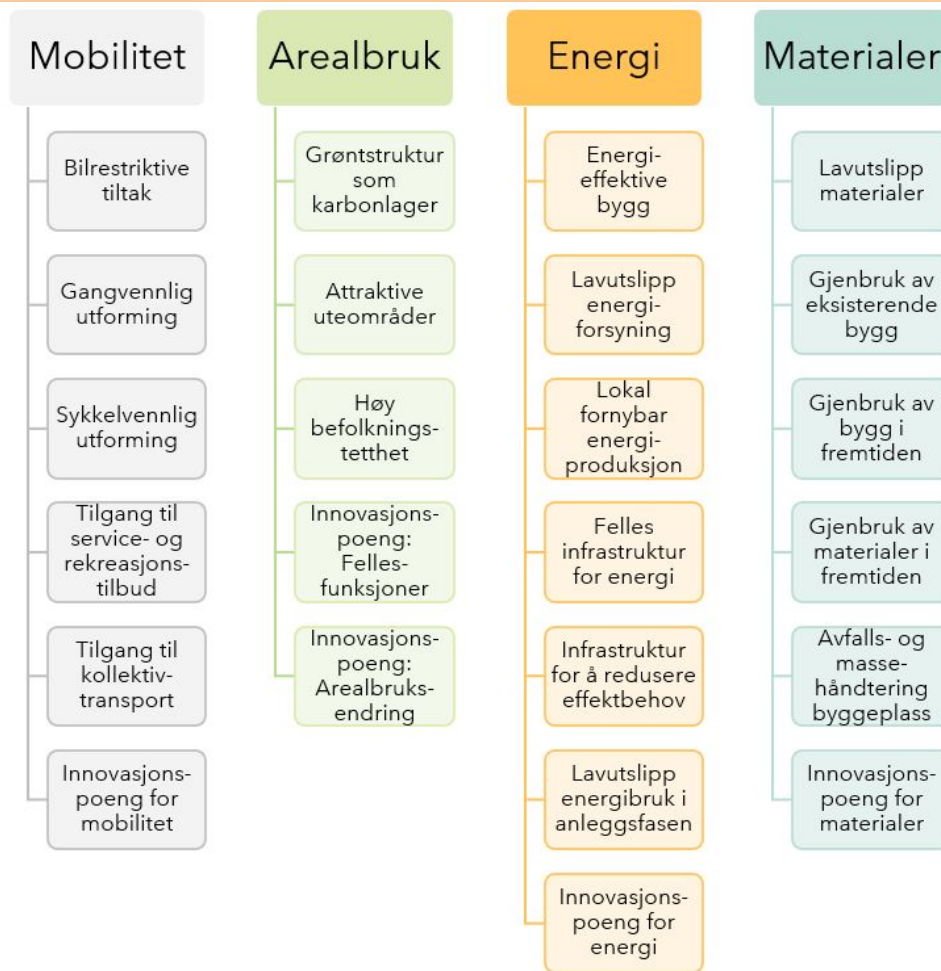 Mobilitet
Bilrestriktive
tiltak
Gangvennlig
utforming
Sykkelvennlig
utforming
Tilgang til
service- og
rekreasjons-
tilbud
Tilgang til
kollektiv-
transport
Innovasjons-
poeng for
mobilitet
Arealbruk
Grøntstruktur
som
karbonlager
Attraktive
uteområder
Høy
befolknings-
tetthet
Innovasjons-
poeng:
Felles-
funksjoner
Innovasjons-
poeng:
Arealbruks-
endring
Energi
Energi-
effektive
bygg
Lavutslipp
energi-
forsyning
Lokal
fornybar
energi-
produksjon
Felles
infrastruktur
for energi
Infrastruktur
for å redusere
effektbehov
Lavutslipp
energibruk i
anleggsfasen
Innovasjons-
poeng for
energi
Materialer
Lavutslipp
materialer
Gjenbruk av
eksisterende
bygg
Gjenbruk av
bygg i
fremtiden
Gjenbruk av
materialer i
fremtiden
Avfalls- og
masse-
håndtering
byggeplass
Innovasjons-
poeng for
materialer